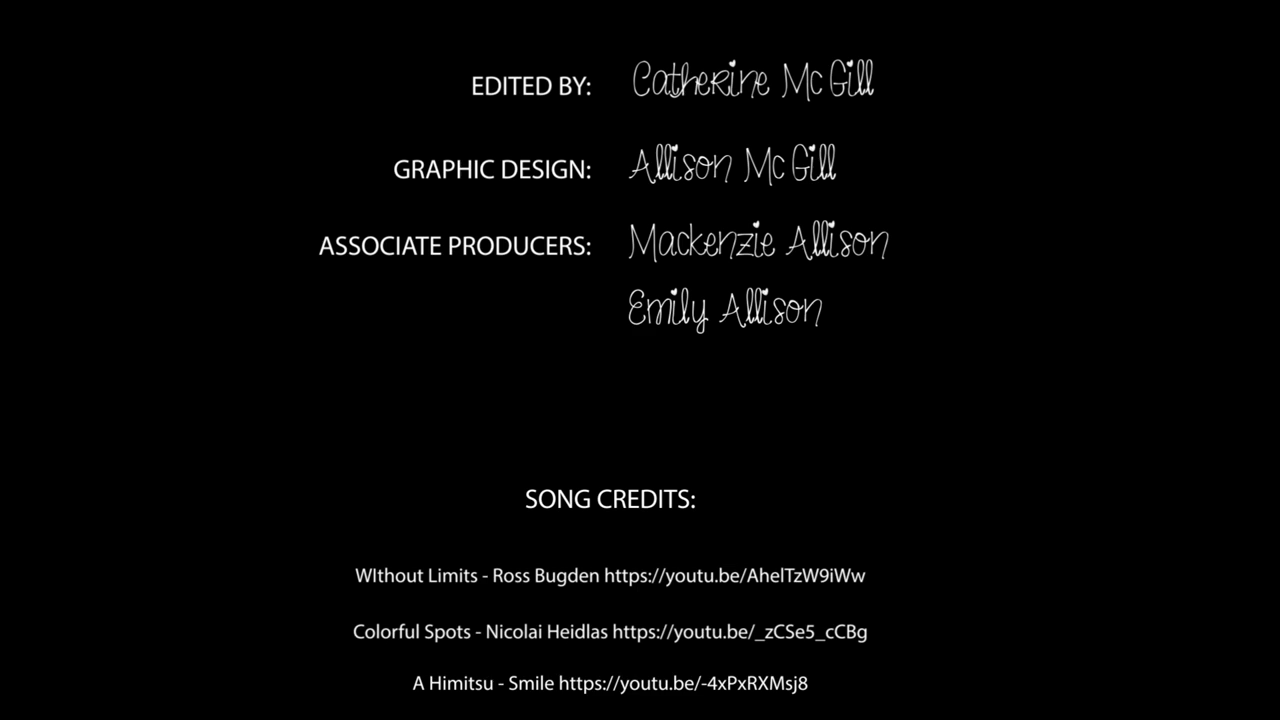 EDITED BY: Catherine McGill
GRAPHIC DESIGN: Allison McGill
ASSOCIATE PRODUCERS: Mackenzie Allison
Emily Allison
SONG CREDITS:
WIthout Limits - Ross Bugden https://youtu.be/AhelTzW9iWw
Colorful Spots - Nicolai Heidlas https://youtu.be/_zCSe5_cCBg
A Himitsu - Smile https://youtu.be/-4xPxRXMsj8